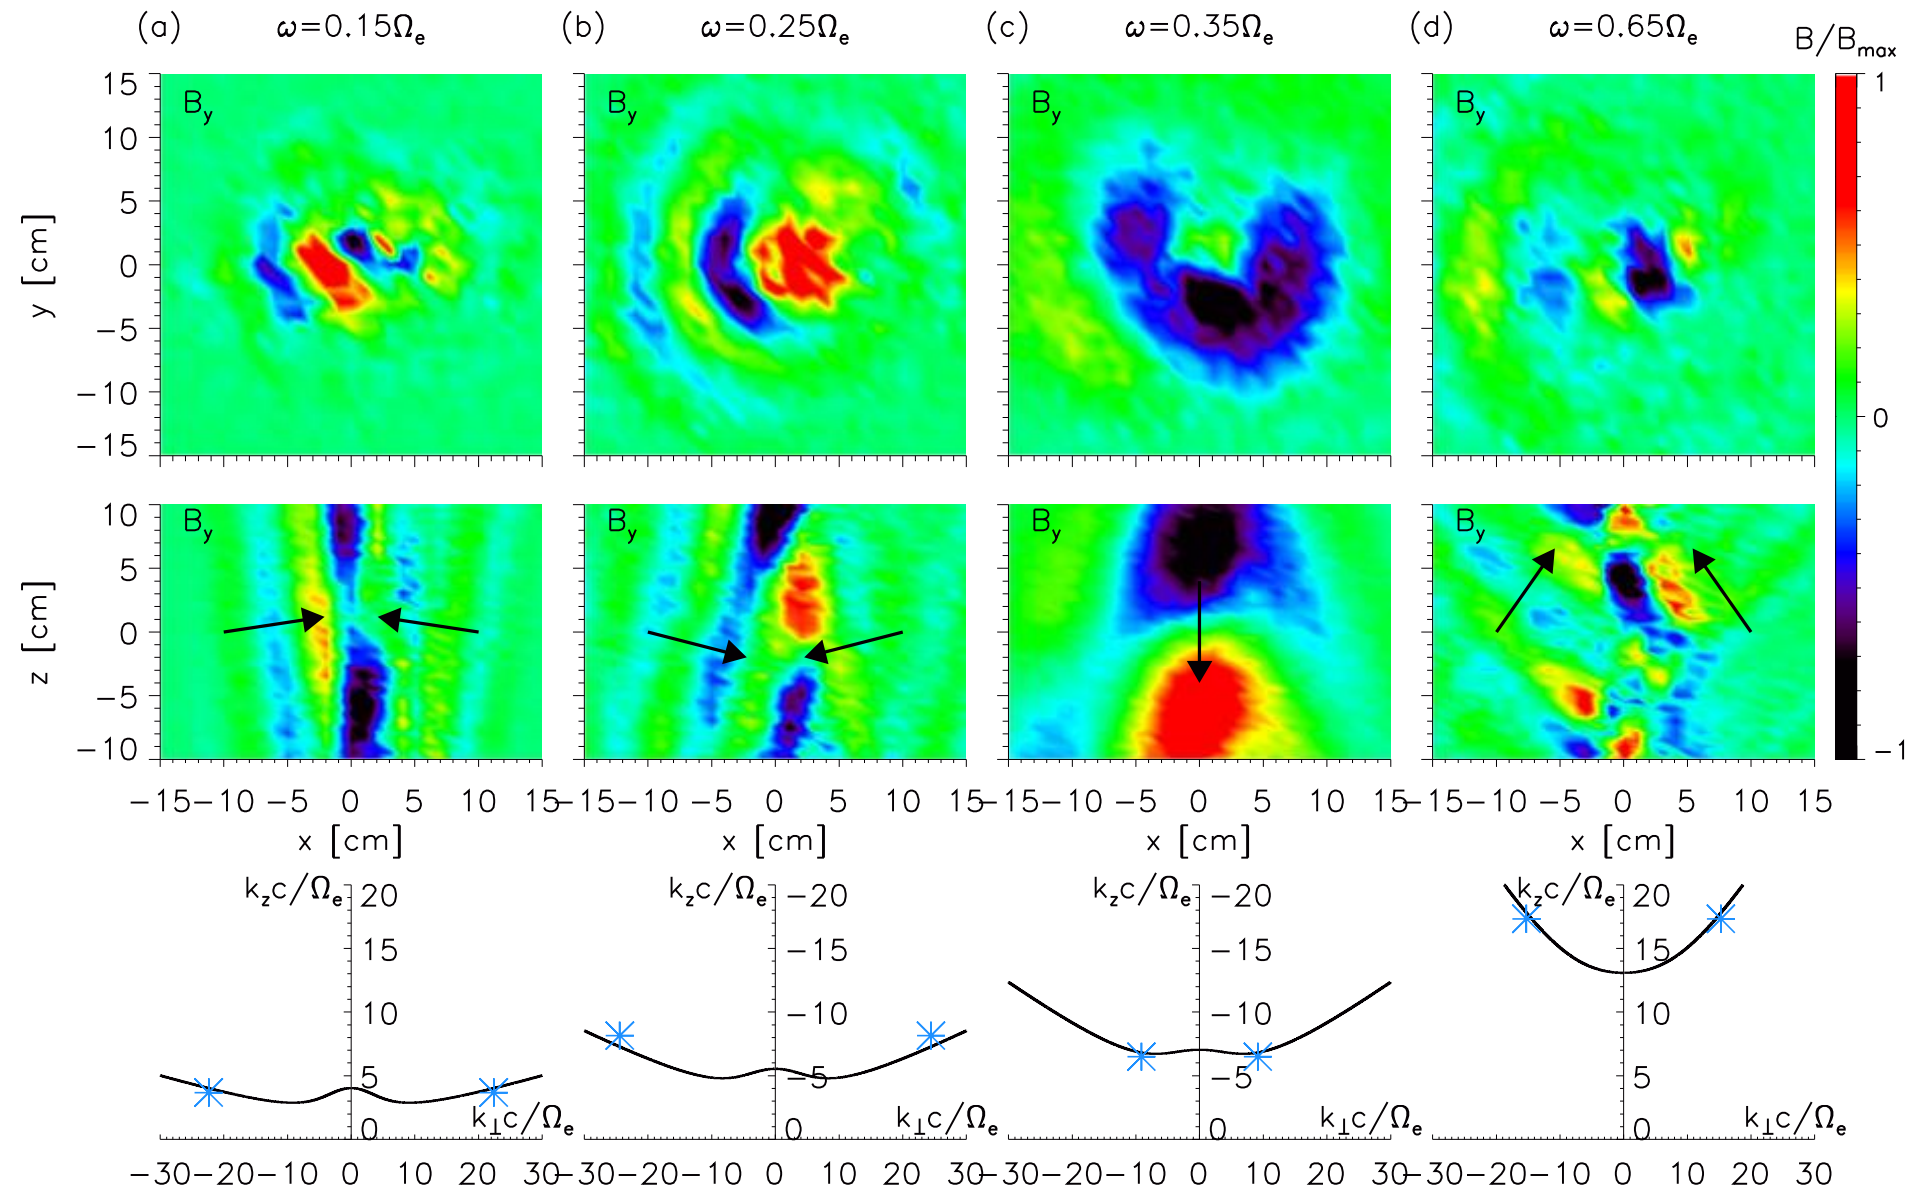 (a) ω=0.15Ωe (b) ω=0.25Ωe (c) ω=0.35Ωe (d) ω=0.65Ωe B/Bmax
15 By By By By 1
10
5
y [cm] 0 0
−5
−10
−15
10 By By By By
5
z [cm] 0
−5
−10 −1
−15 −10 −5 0 5 10 15 −10 −5 0 5 10 15 −10 −5 0 5 10 15 −10 −5 0 5 10 15
x [cm] x [cm] x [cm] x [cm]
kzc/Ωe 20 kzc/Ωe −20 kzc/Ωe −20 kzc/Ωe 20
15 −15 −15 15
10 −10 −10 10
5 −5 −5 5
0 k⊥c/Ωe 0 k⊥c/Ωe 0 k⊥c/Ωe 0 k⊥c/Ωe
−30 −20 −10 0 10 20 30 −20 −10 0 10 20 30 −20 −10 0 10 20 30 −20 −10 0 10 20 30